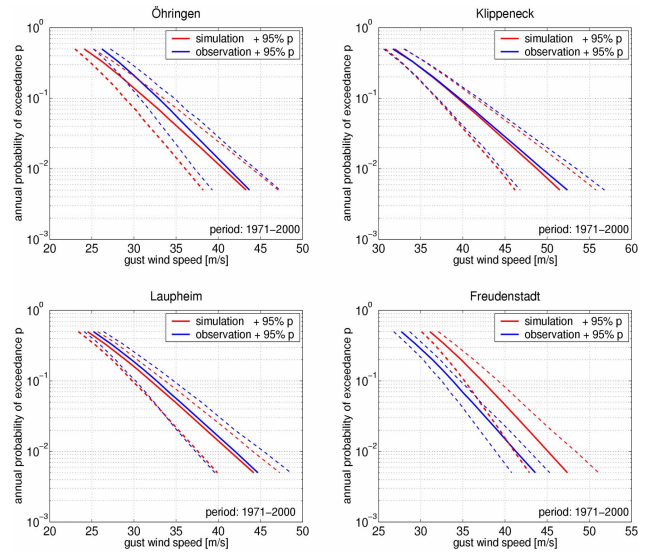 Öhringen
simulation + 95% p
observation + 95% p
annual probability of exceedance p
10^0
10^-1
10^-2
10^-3
period: 1971-2000
20 25 30 35 40 45 50
gust wind speed [m/s]
Klippeneck
simulation + 95% p
observation + 95% p
annual probability of exceedance p
10^0
10^-1
10^-2
10^-3
period: 1971-2000
30 35 40 45 50 55 60
gust wind speed [m/s]
Laupheim
simulation + 95% p
observation + 95% p
annual probability of exceedance p
10^0
10^-1
10^-2
10^-3
period: 1971-2000
20 25 30 35 40 45 50
gust wind speed [m/s]
Freudenstadt
simulation + 95% p
observation + 95% p
annual probability of exceedance p
10^0
10^-1
10^-2
10^-3
period: 1971-2000
25 30 35 40 45 50 55
gust wind speed [m/s]